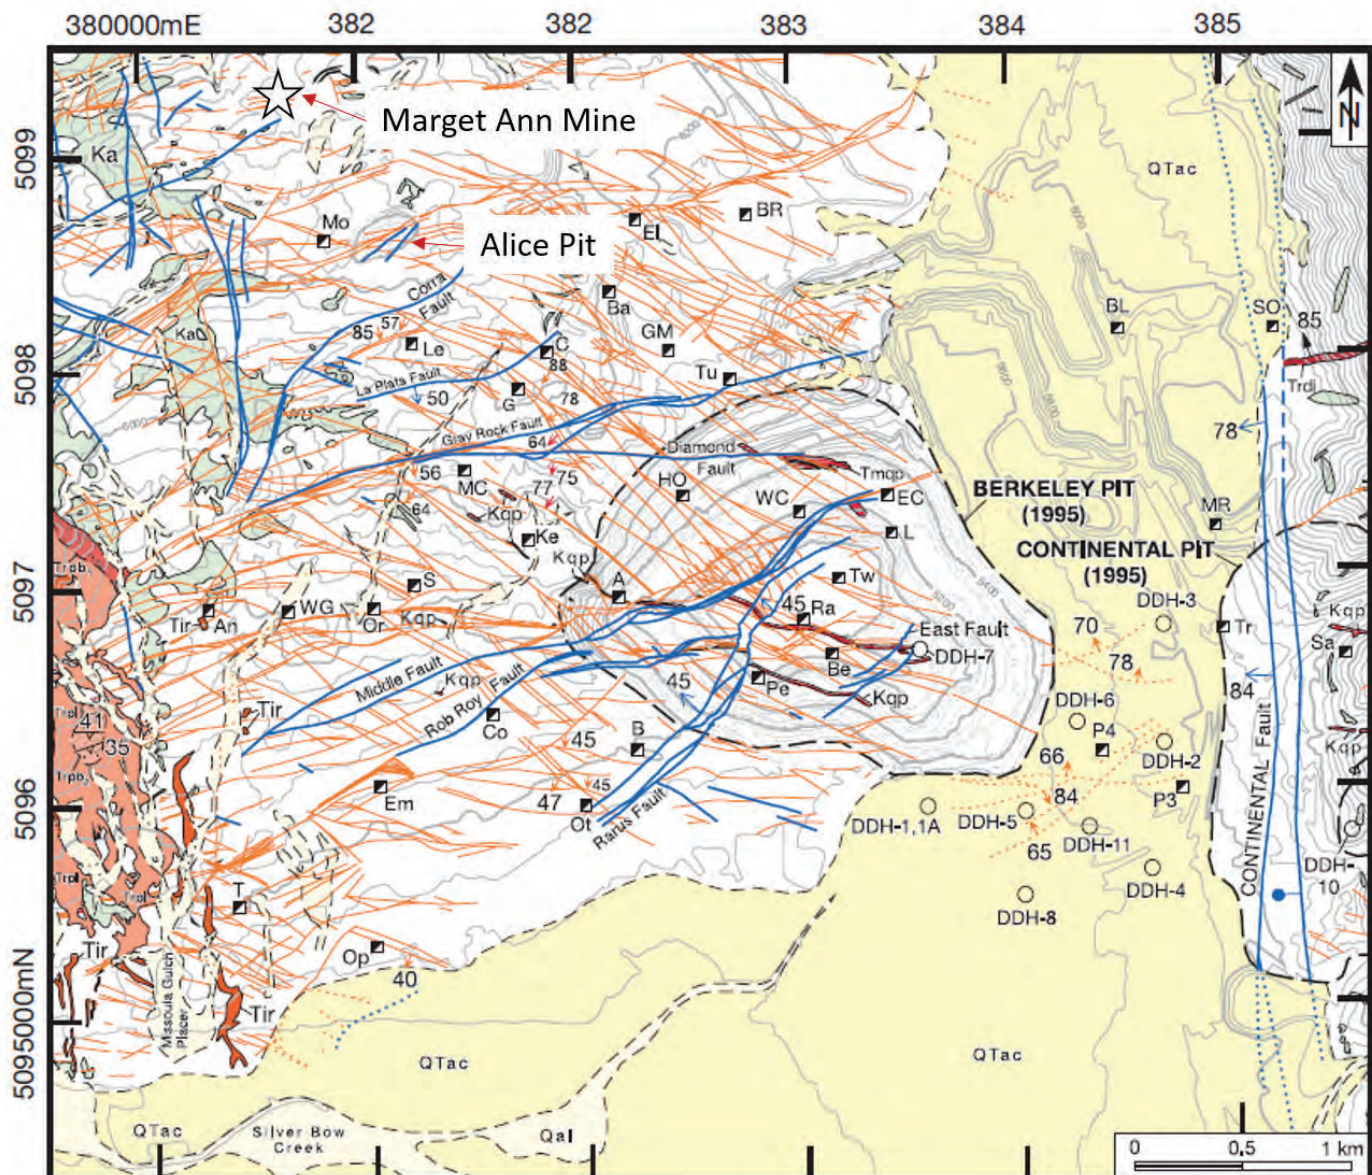 380000mE 382 382 383 384 385
N
Marget Ann Mine
5099
Ka
QTac
Mo
BR
El
Alice Pit
Corra
Fault
Ba
BL
SO
57
85
85
Ka
Le
C
GM
88
Trdi
La Plata Fault
Tu
50
G
78
5098
Gray Rock Fault
64
78
Diamond
Fault
56
MC
75
77
HO
Tmqp
WC
EC
BERKELEY PIT
(1995)
MR
64
Kqp
Ke
L
CONTINENTAL PIT
(1995)
Kqp
5097
Trpb
S
A
Tw
DDH-3
Kqp
Tir
An
WG
Or
Kqp
45
Ra
East Fault
70
Tr
Sa
DDH-7
Be
78
Middle Fault
Kqp
45
Pe
Kqp
84
Rob Roy Fault
DDH-6
Trpl
41
Tir
Co
B
P4
DDH-2
Kqp
35
45
66
Trpb
Em
45
84
P3
5096
47
Ot
DDH-1,1A
DDH-5
Rarus Fault
65
DDH-11
CONTINENTAL Fault
DDH-
10
Trpl
Trpl
T
DDH-4
DDH-8
Tir
Op
40
Missoula Gulch
Placer
Tir
5095000mN
QTac
QTac
QTac
Silver Bow
Creek
Qal
0 0.5 1 km